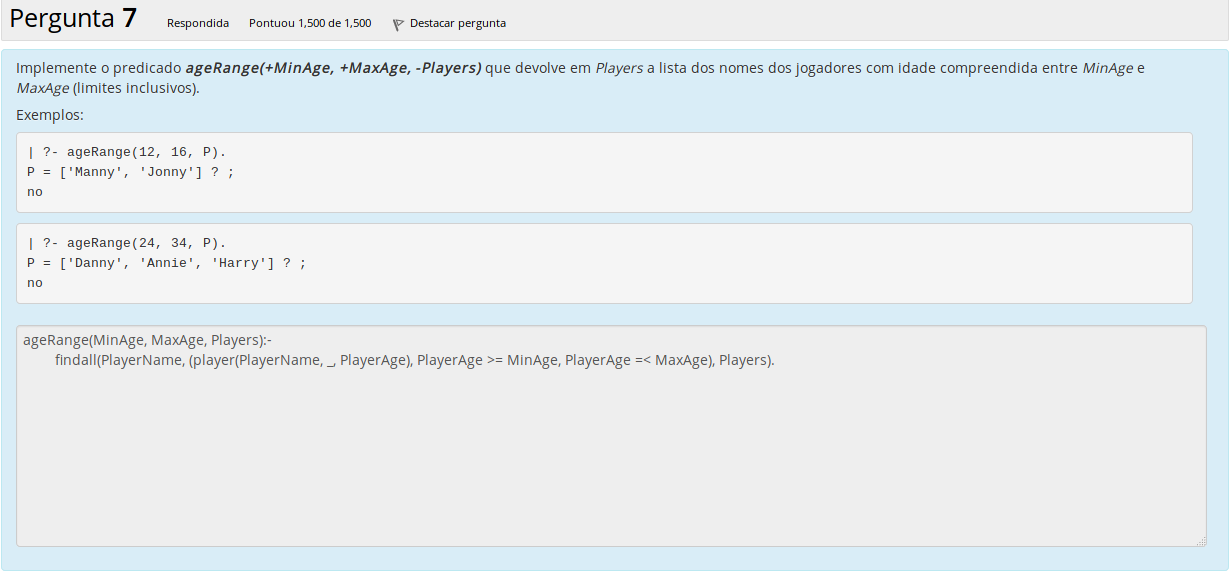 Pergunta 7 Respondida Pontuou 1,500 de 1,500 Destacar pergunta
Implemente o predicado ageRange(+MinAge, +MaxAge, -Players) que devolve em Players a lista dos nomes dos jogadores com idade compreendida entre MinAge e
MaxAge (limites inclusivos).
Exemplos:
| ?- ageRange(12, 16, P).
P = ['Manny', 'Jonny'] ? ;
no
| ?- ageRange(24, 34, P).
P = ['Danny', 'Annie', 'Harry'] ? ;
no
ageRange(MinAge, MaxAge, Players):-
findall(PlayerName, (player(PlayerName, _, PlayerAge), PlayerAge >= MinAge, PlayerAge =< MaxAge), Players).